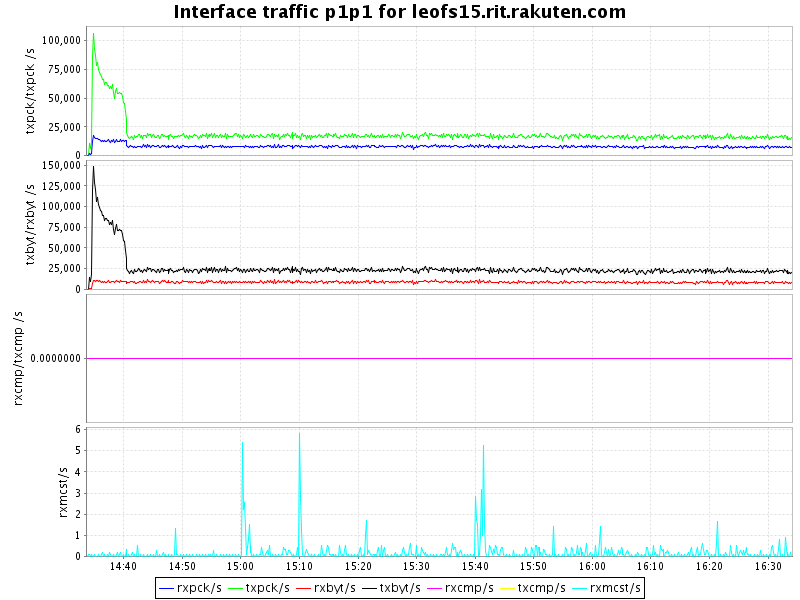 Interface traffic p1p1 for leofs15.rit.rakuten.com
txpck/txpck /s
100,000
75,000
50,000
25,000
0
txbyt/rxbyt /s
150,000
125,000
100,000
75,000
50,000
25,000
0
rxcmp/txcmp /s
0.0000000
rxmcst/s
6
5
4
3
2
1
0
14:40 14:50 15:00 15:10 15:20 15:30 15:40 15:50 16:00 16:10 16:20 16:30
rxpck/s txpck/s rxbyt/s txbyt/s rxcmp/s txcmp/s rxmcst/s